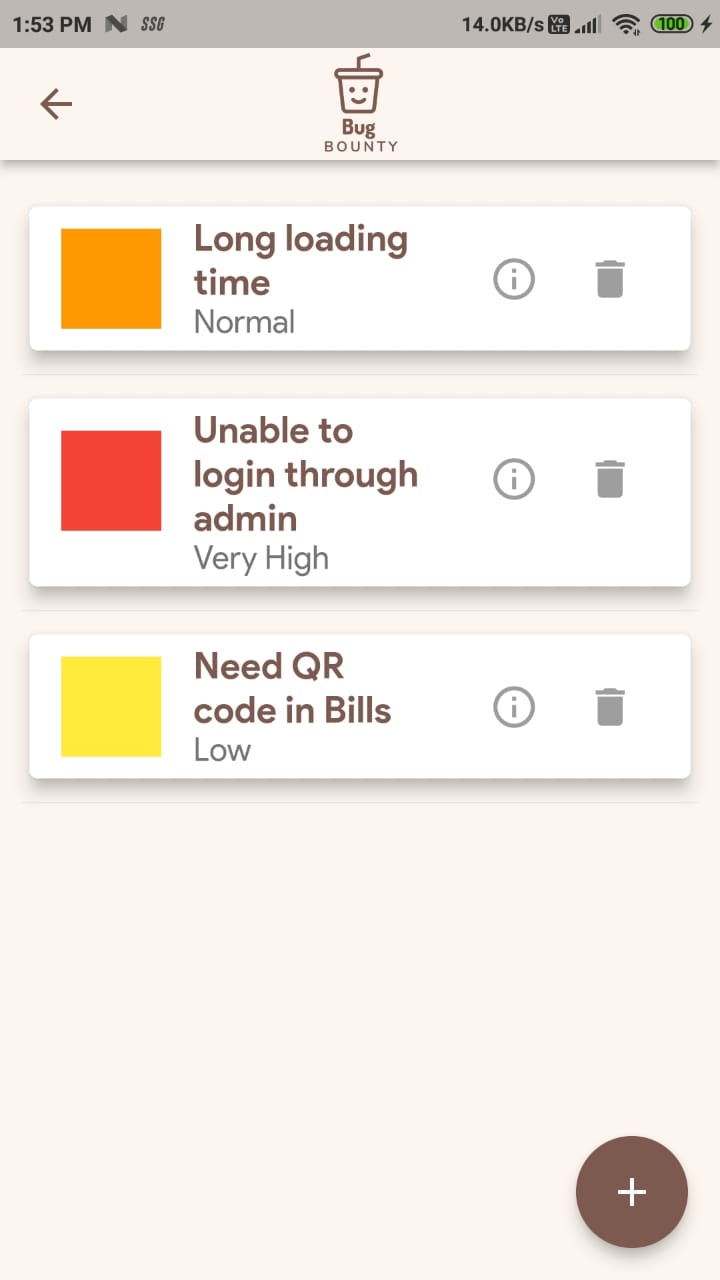 1:53 PM N SSG 14.0KB/s Vo LTE 100
Bug
BOUNTY
Long loading
time
Normal
Unable to
login through
admin
Very High
Need QR
code in Bills
Low